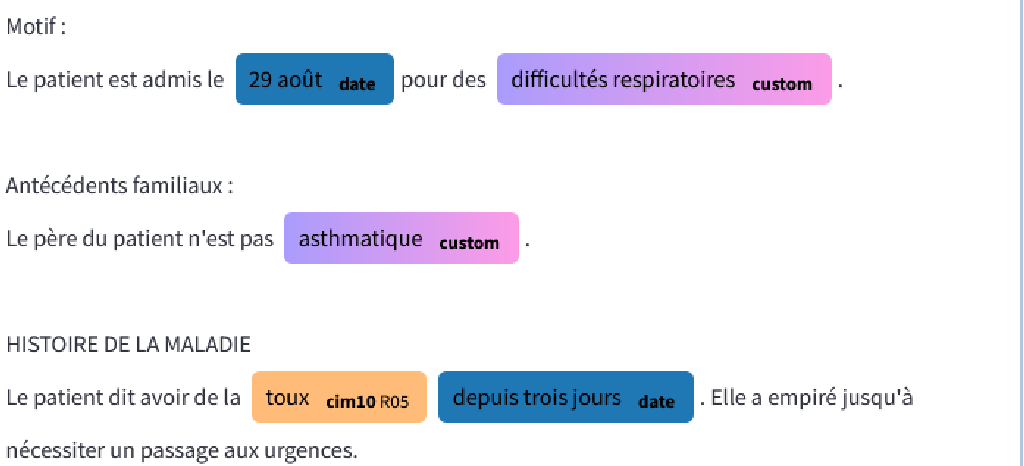 Motif :
Le patient est admis le 29 août date pour des difficultés respiratoires custom .
Antécédents familiaux :
Le père du patient n'est pas asthmatique custom .
HISTOIRE DE LA MALADIE
Le patient dit avoir de la toux cim10 R05 depuis trois jours date . Elle a empiré jusqu'à
nécessiter un passage aux urgences.